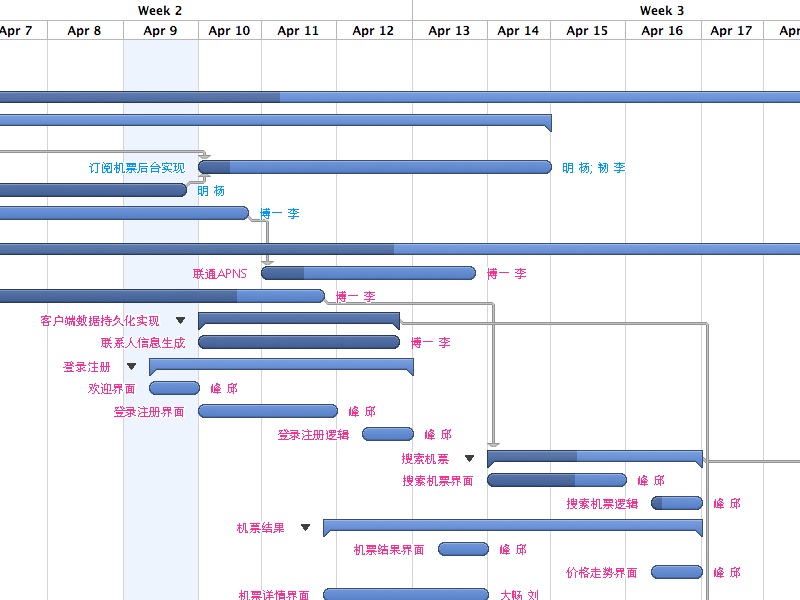 Week 2 Week 3
Apr 7 Apr 8 Apr 9 Apr 10 Apr 11 Apr 12 Apr 13 Apr 14 Apr 15 Apr 16 Apr 17
订阅机票后台实现 明 杨; 韧 李
明 杨
博一 李
联通APNS 博一 李
博一 李
客户端数据持久化实现
联系人信息生成 博一 李
登录注册
欢迎界面 峰 邱
登录注册界面 峰 邱
登录注册逻辑 峰 邱
搜索机票
搜索机票界面 峰 邱
搜索机票逻辑 峰 邱
机票结果
机票结果界面 峰 邱
价格走势界面 峰 邱
机票详情界面 大畅 刘